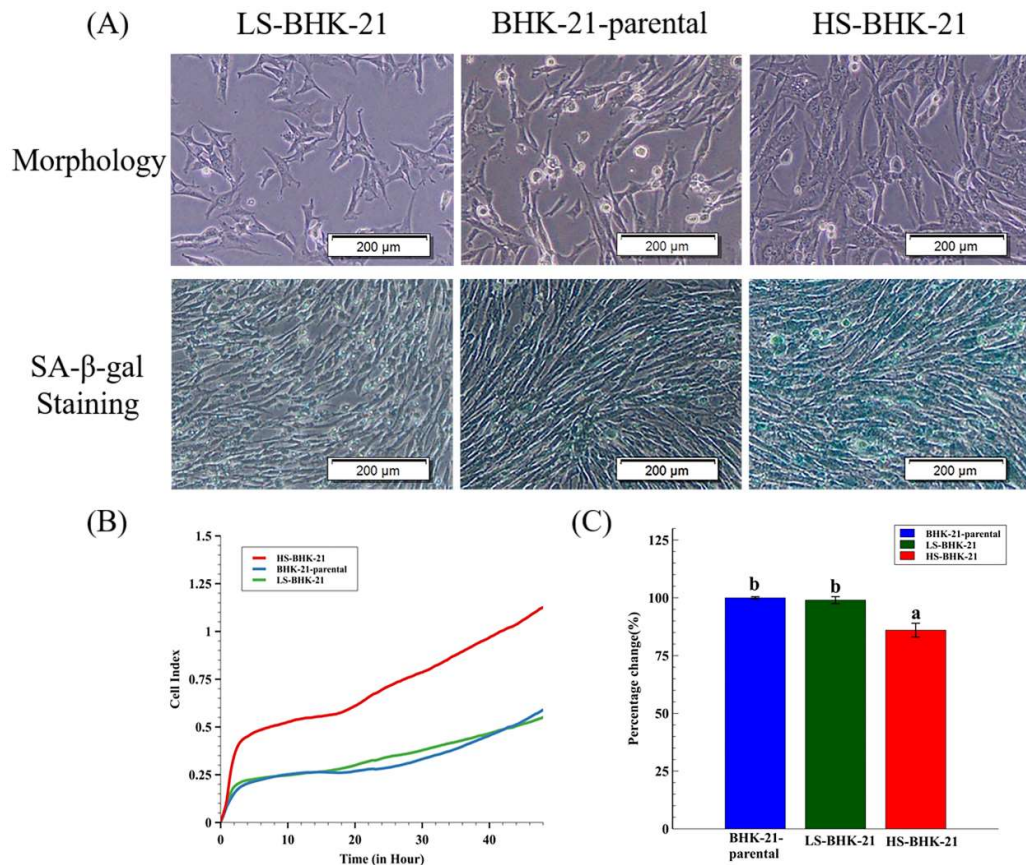 (A)
LS-BHK-21
BHK-21-parental
HS-BHK-21
Morphology
200 µm
200 µm
200 µm
SA-β-gal
Staining
200 µm
200 µm
200 µm
(B)
1.5
1.25
1
0.75
0.5
0.25
0
Cell Index
HS-BHK-21
BHK-21-parental
LS-BHK-21
0
10
20
30
40
Time (in Hour)
(C)
125
100
75
50
25
0
Percentage change(%)
BHK-21-parental
LS-BHK-21
HS-BHK-21
b
b
a
BHK-21-
parental
LS-BHK-21
HS-BHK-21